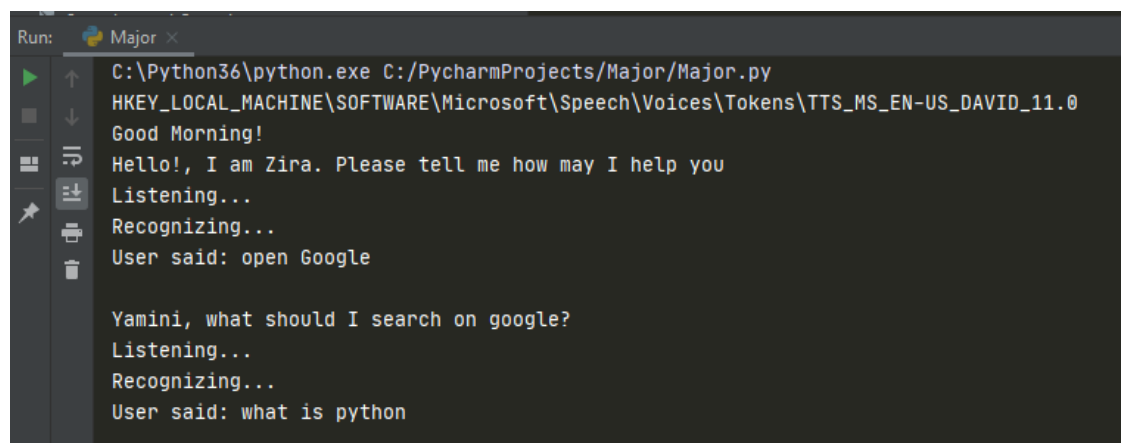 Run:
Major
C:\Python36\python.exe C:/PycharmProjects/Major/Major.py
HKEY_LOCAL_MACHINE\SOFTWARE\Microsoft\Speech\Voices\Tokens\TTS_MS_EN-US_DAVID_11.0
Good Morning!
Hello!, I am Zira. Please tell me how may I help you
Listening...
Recognizing...
User said: open Google
Yamini, what should I search on google?
Listening...
Recognizing...
User said: what is python